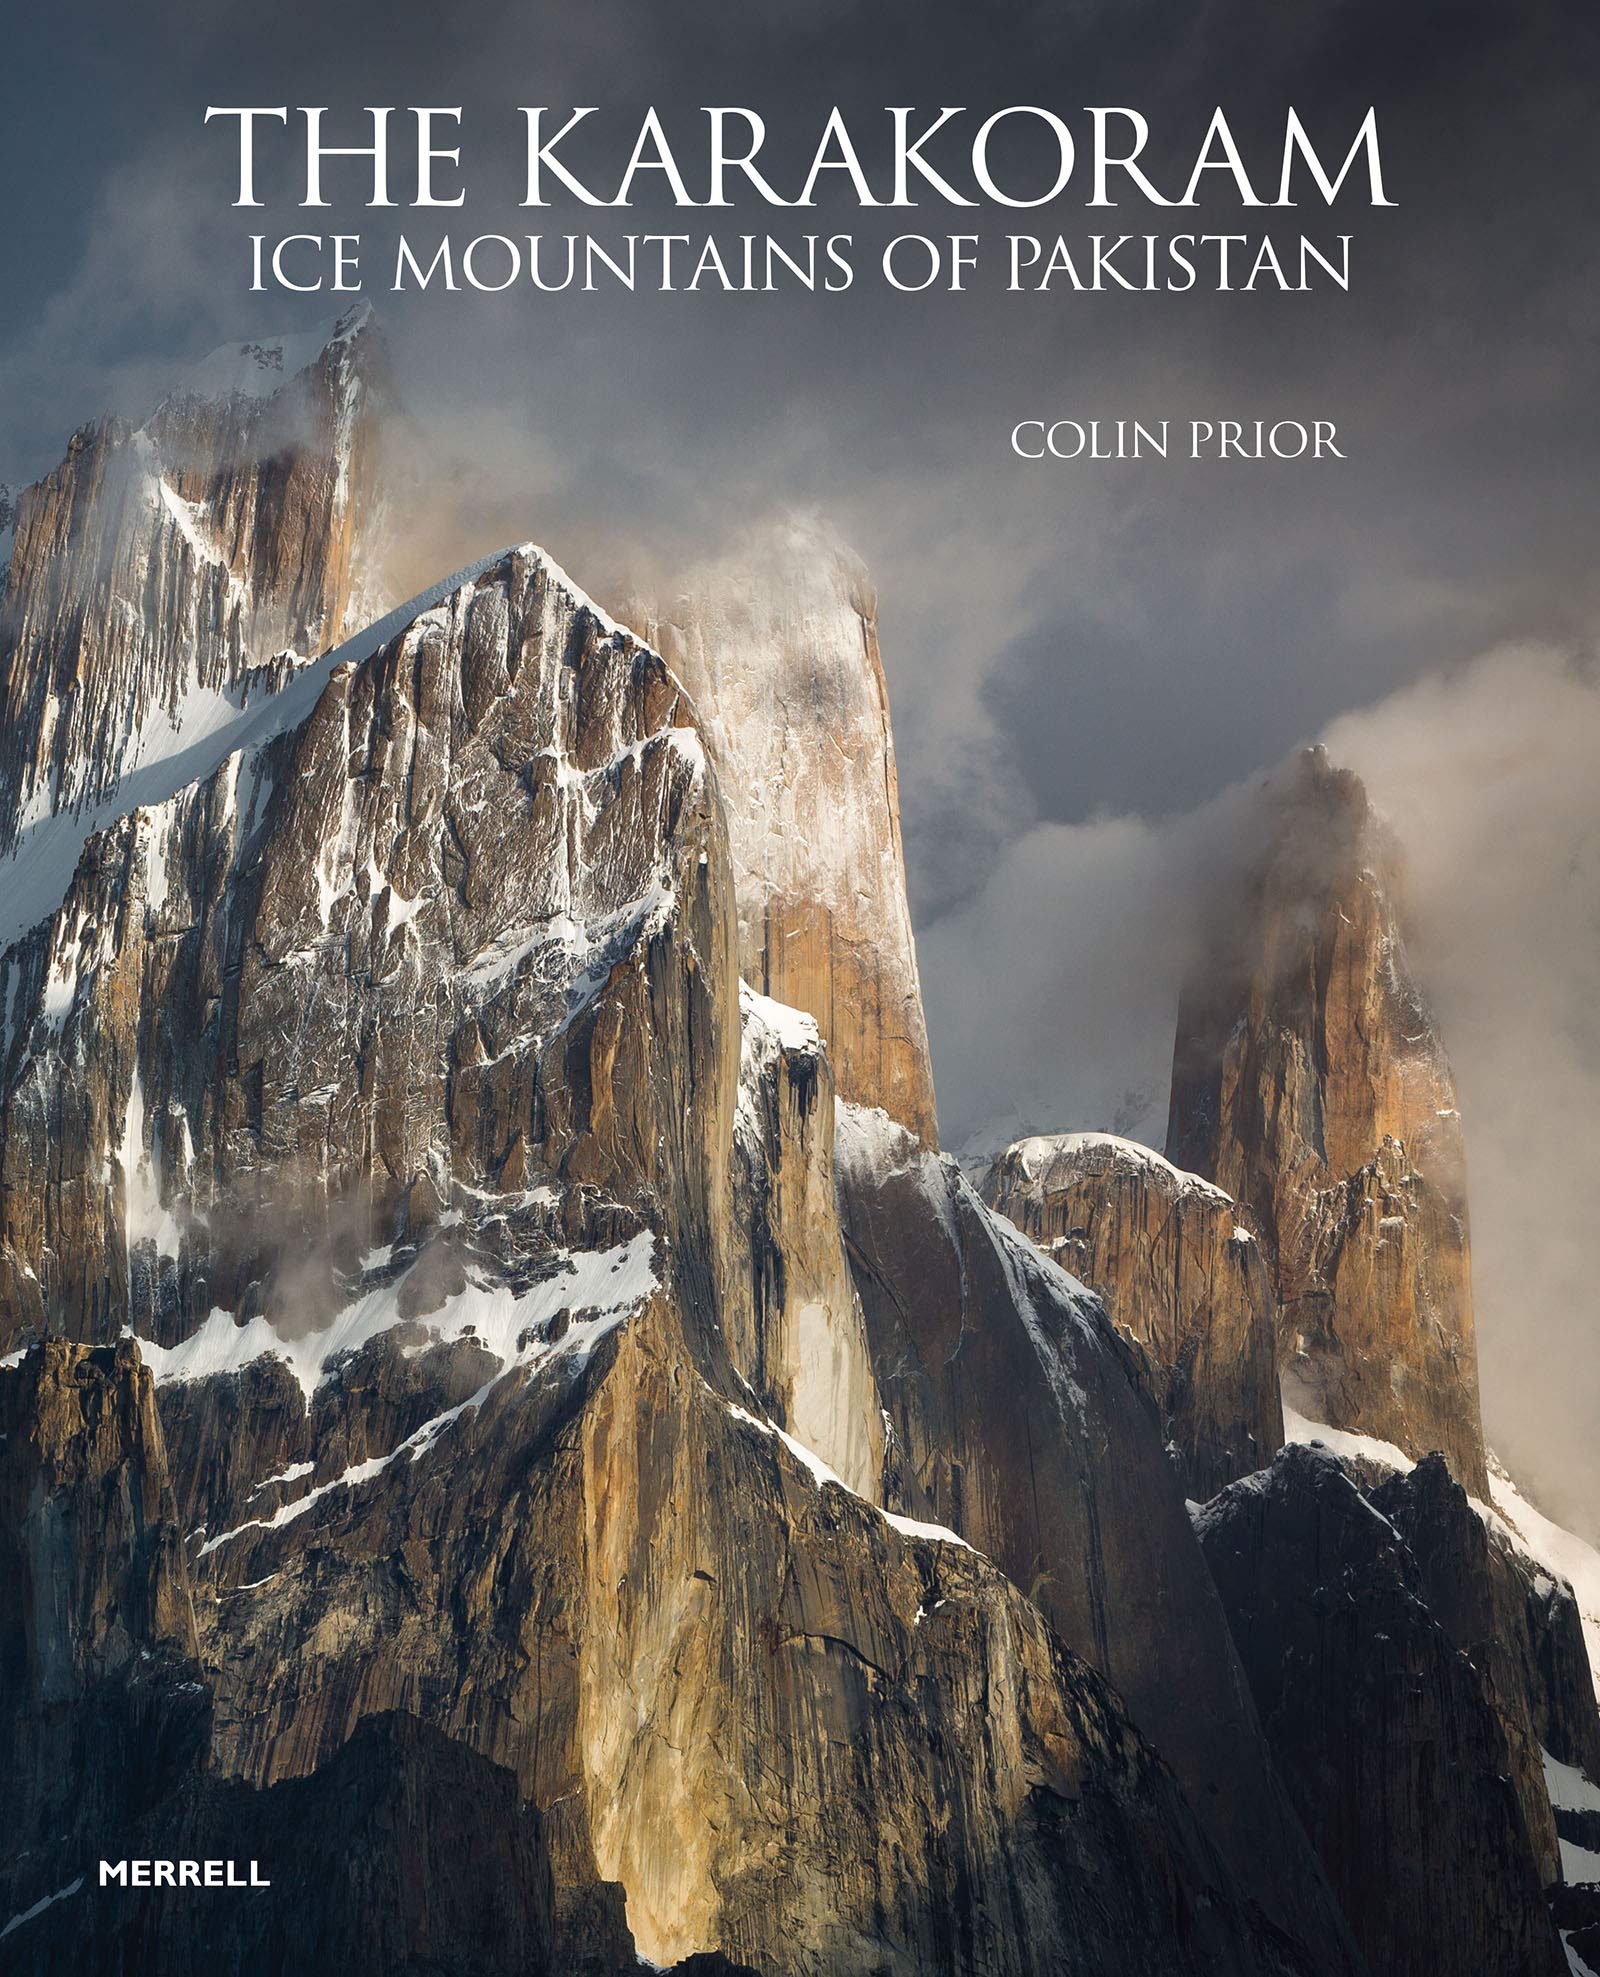 THE KARAKORAM
ICE MOUNTAINS OF PAKISTAN
COLIN PRIOR
MERRELL